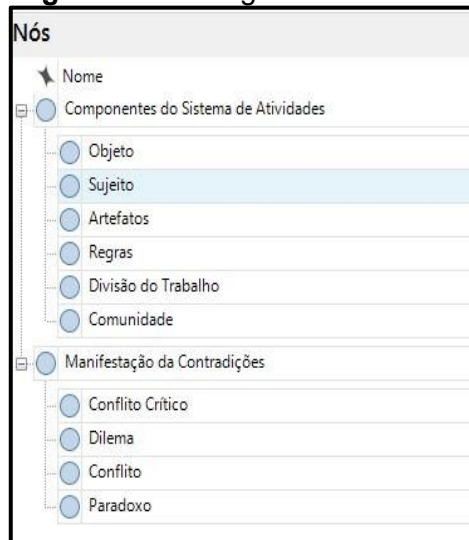 Nós
Nome
Componentes do Sistema de Atividades
Objeto
Sujeito
Artefatos
Regras
Divisão do Trabalho
Comunidade
Manifestação da Contradições
Conflito Crítico
Dilema
Conflito
Paradoxo